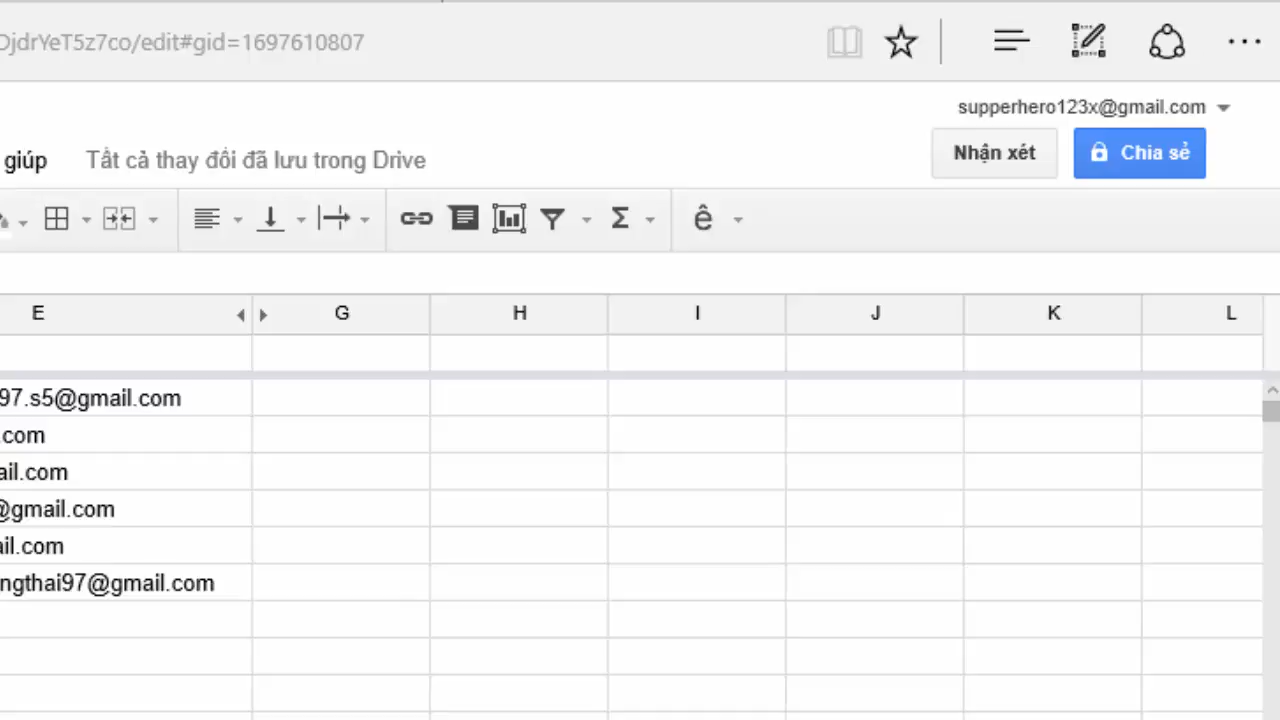 DjdrYeT5z7co/edit#gid=1697610807
supperhero123x@gmail.com
giúp Tất cả thay đổi đã lưu trong Drive Nhận xét Chia sẻ
Σ ê
E G H I J K L
97.s5@gmail.com
.com
ail.com
@gmail.com
ail.com
ngthai97@gmail.com